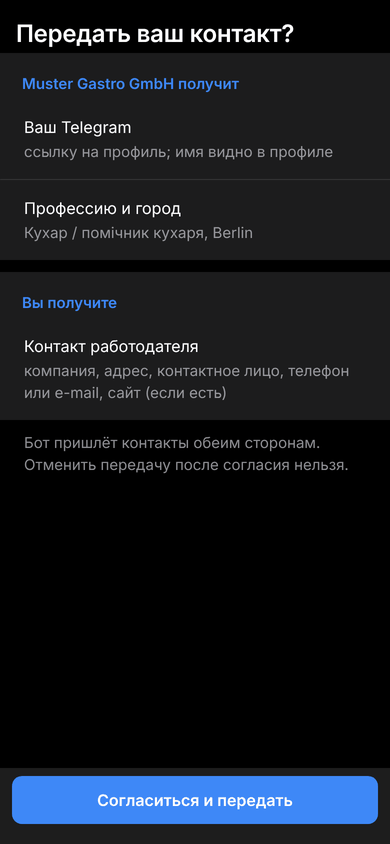 Передать ваш контакт?
Muster Gastro GmbH получит
Ваш Telegram
ссылку на профиль; имя видно в профиле
Профессию и город
Кухар / помічник кухаря, Berlin
Вы получите
Контакт работодателя
компания, адрес, контактное лицо, телефон
или e-mail, сайт (если есть)
Бот пришлёт контакты обеим сторонам.
Отменить передачу после согласия нельзя.
Согласиться и передать